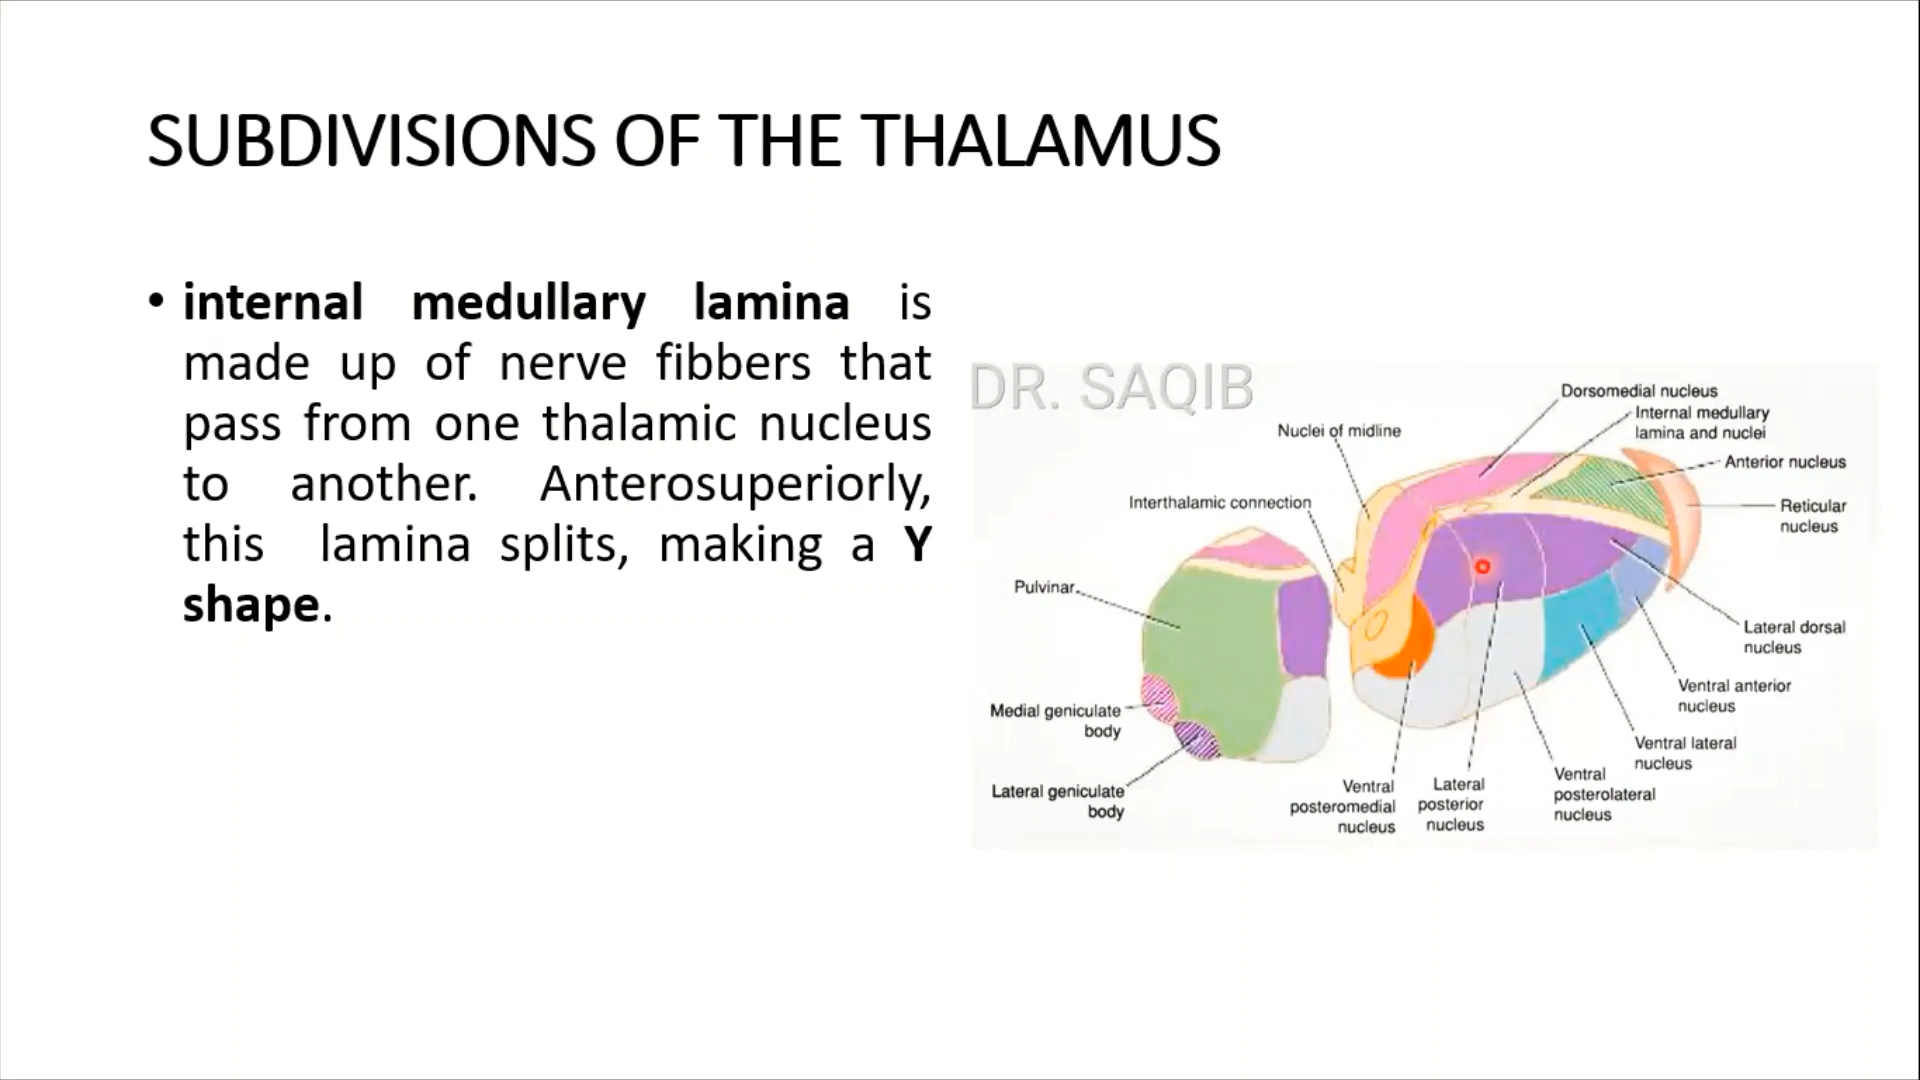 SUBDIVISIONS OF THE THALAMUS
• internal medullary lamina is
made up of nerve fibbers that
pass from one thalamic nucleus
to another. Anterosuperiorly,
this lamina splits, making a Y
shape.
DR. SAQIB
Dorsomedial nucleus
Internal medullary
lamina and nuclei
Nuclei of midline
Anterior nucleus
Interthalamic connection
Reticular
nucleus
Pulvinar
Lateral dorsal
nucleus
Ventral anterior
nucleus
Medial geniculate
body
Ventral lateral
nucleus
Lateral geniculate
body
Ventral
posteromedial
nucleus
Lateral
posterior
nucleus
Ventral
posterolateral
nucleus